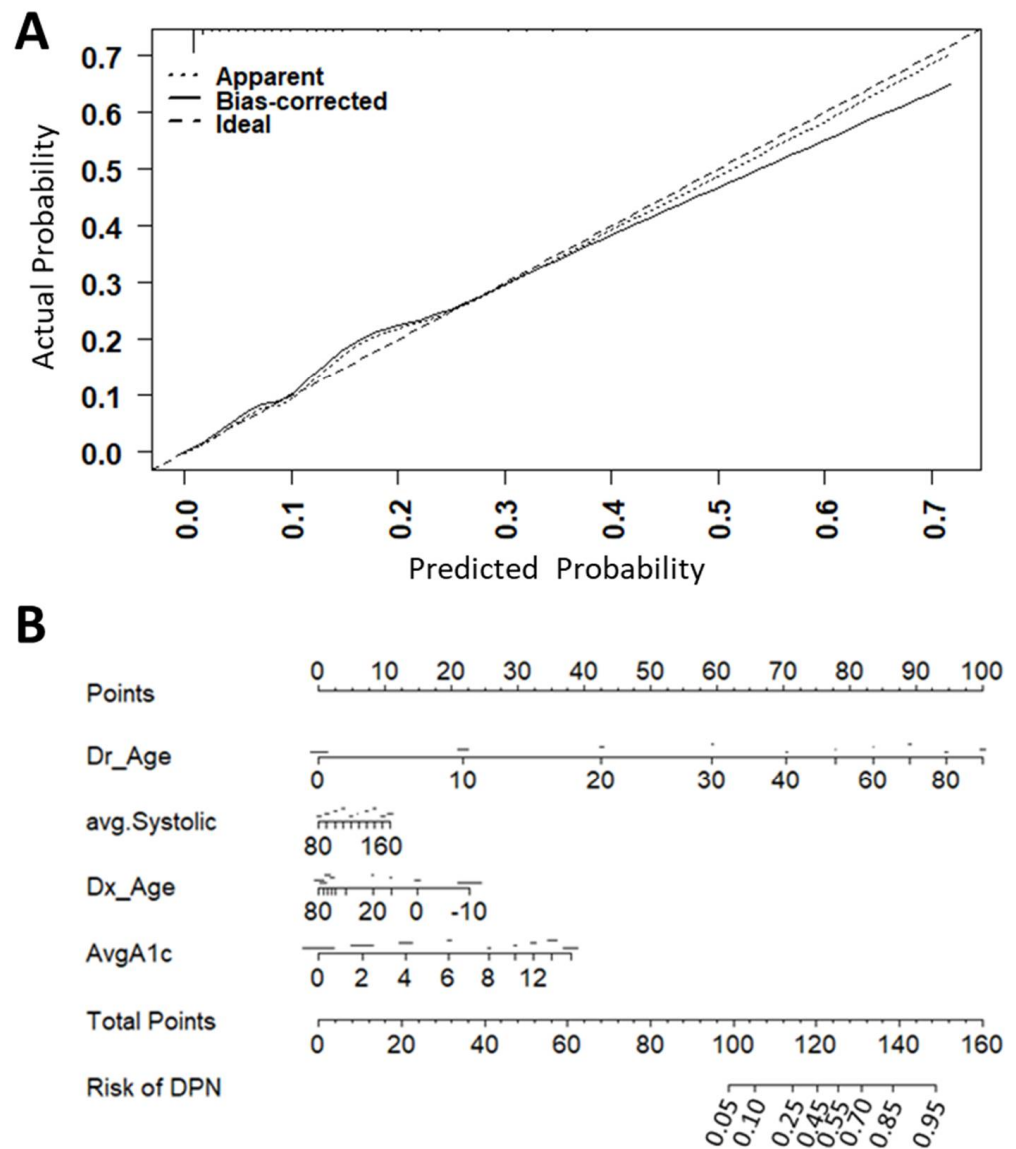 A
0.7
0.6
0.5
0.4
0.3
0.2
0.1
0.0
Actual Probability
Apparent
Bias-corrected
Ideal
0.0 0.1 0.2 0.3 0.4 0.5 0.6 0.7
Predicted Probability
B
0 10 20 30 40 50 60 70 80 90 100
Points
Dr_Age
0 10 20 30 40 60 80
avg.Systolic
80 160
Dx_Age
80 20 0 -10
AvgA1c
0 2 4 6 8 12
Total Points
0 20 40 60 80 100 120 140 160
Risk of DPN
0.05 0.10 0.25 0.45 0.55 0.70 0.85 0.95